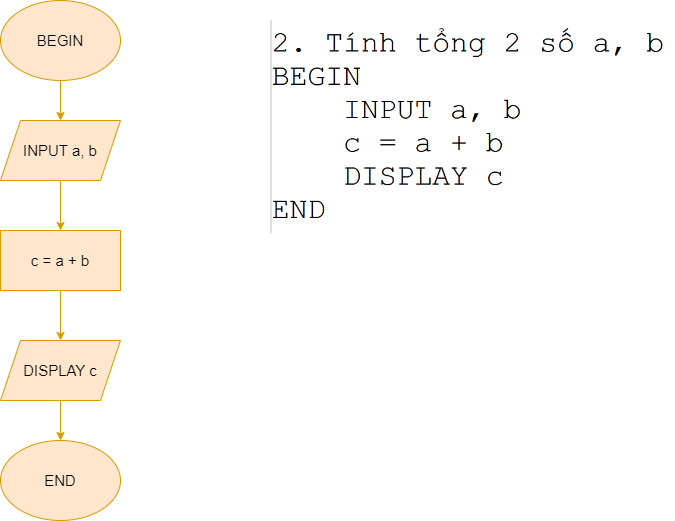 BEGIN
INPUT a, b
c = a + b
DISPLAY c
END
2. Tính tổng 2 số a, b
BEGIN
INPUT a, b
c = a + b
DISPLAY c
END